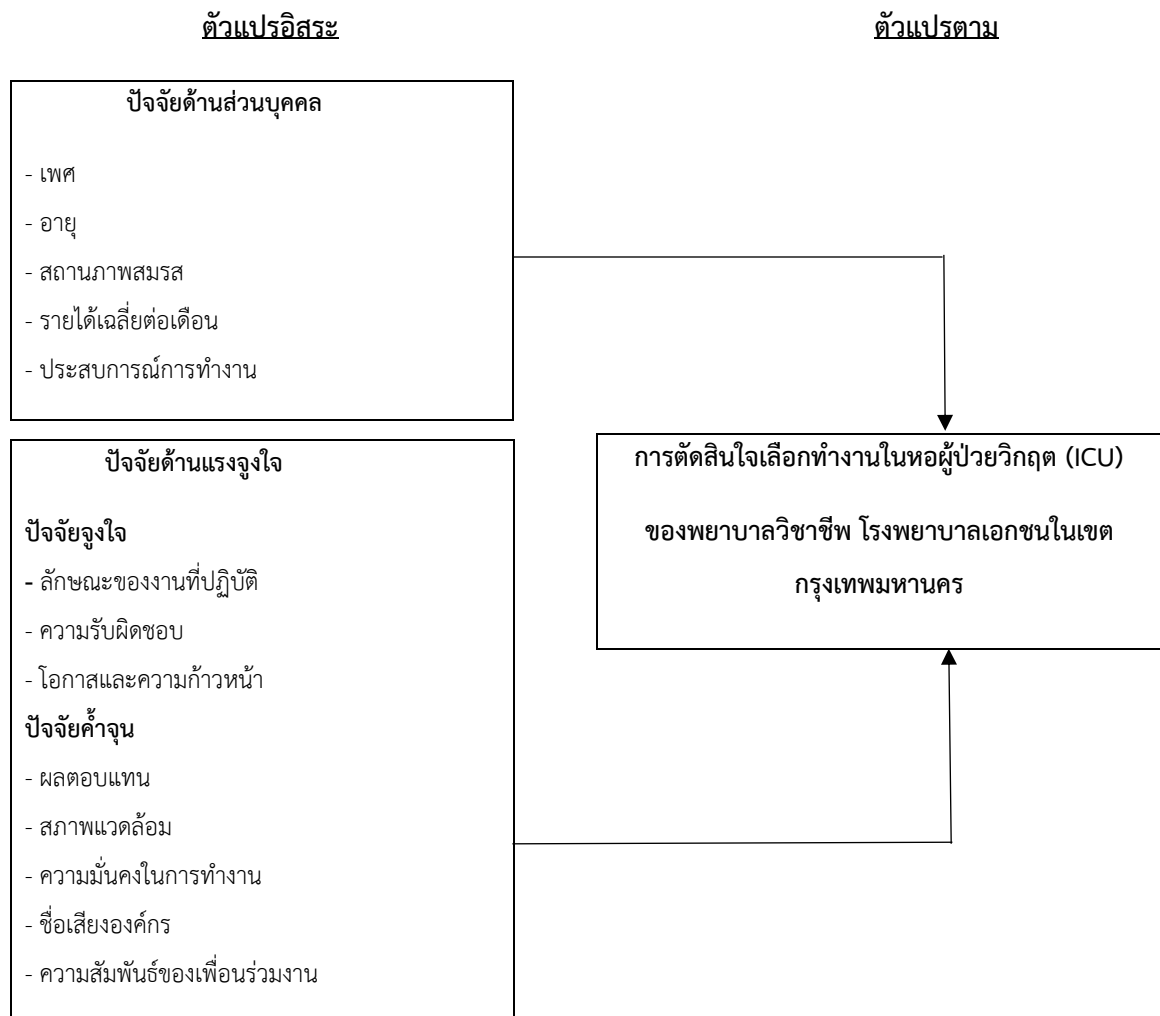 ตัวแปรอิสระ
ตัวแปรตาม
ปัจจัยด้านส่วนบุคคล
- เพศ
- อายุ
- สถานภาพสมรส
- รายได้เฉลี่ยต่อเดือน
- ประสบการณ์การทำงาน
ปัจจัยด้านแรงจูงใจ
ปัจจัยจูงใจ
- ลักษณะของงานที่ปฏิบัติ
- ความรับผิดชอบ
- โอกาสและความก้าวหน้า
ปัจจัยค้ำจุน
- ผลตอบแทน
- สภาพแวดล้อม
- ความมั่นคงในการทำงาน
- ชื่อเสียงองค์กร
- ความสัมพันธ์ของเพื่อนร่วมงาน
การตัดสินใจเลือกทำงานในหอผู้ป่วยวิกฤต (ICU)
ของพยาบาลวิชาชีพ โรงพยาบาลเอกชนในเขต
กรุงเทพมหานคร